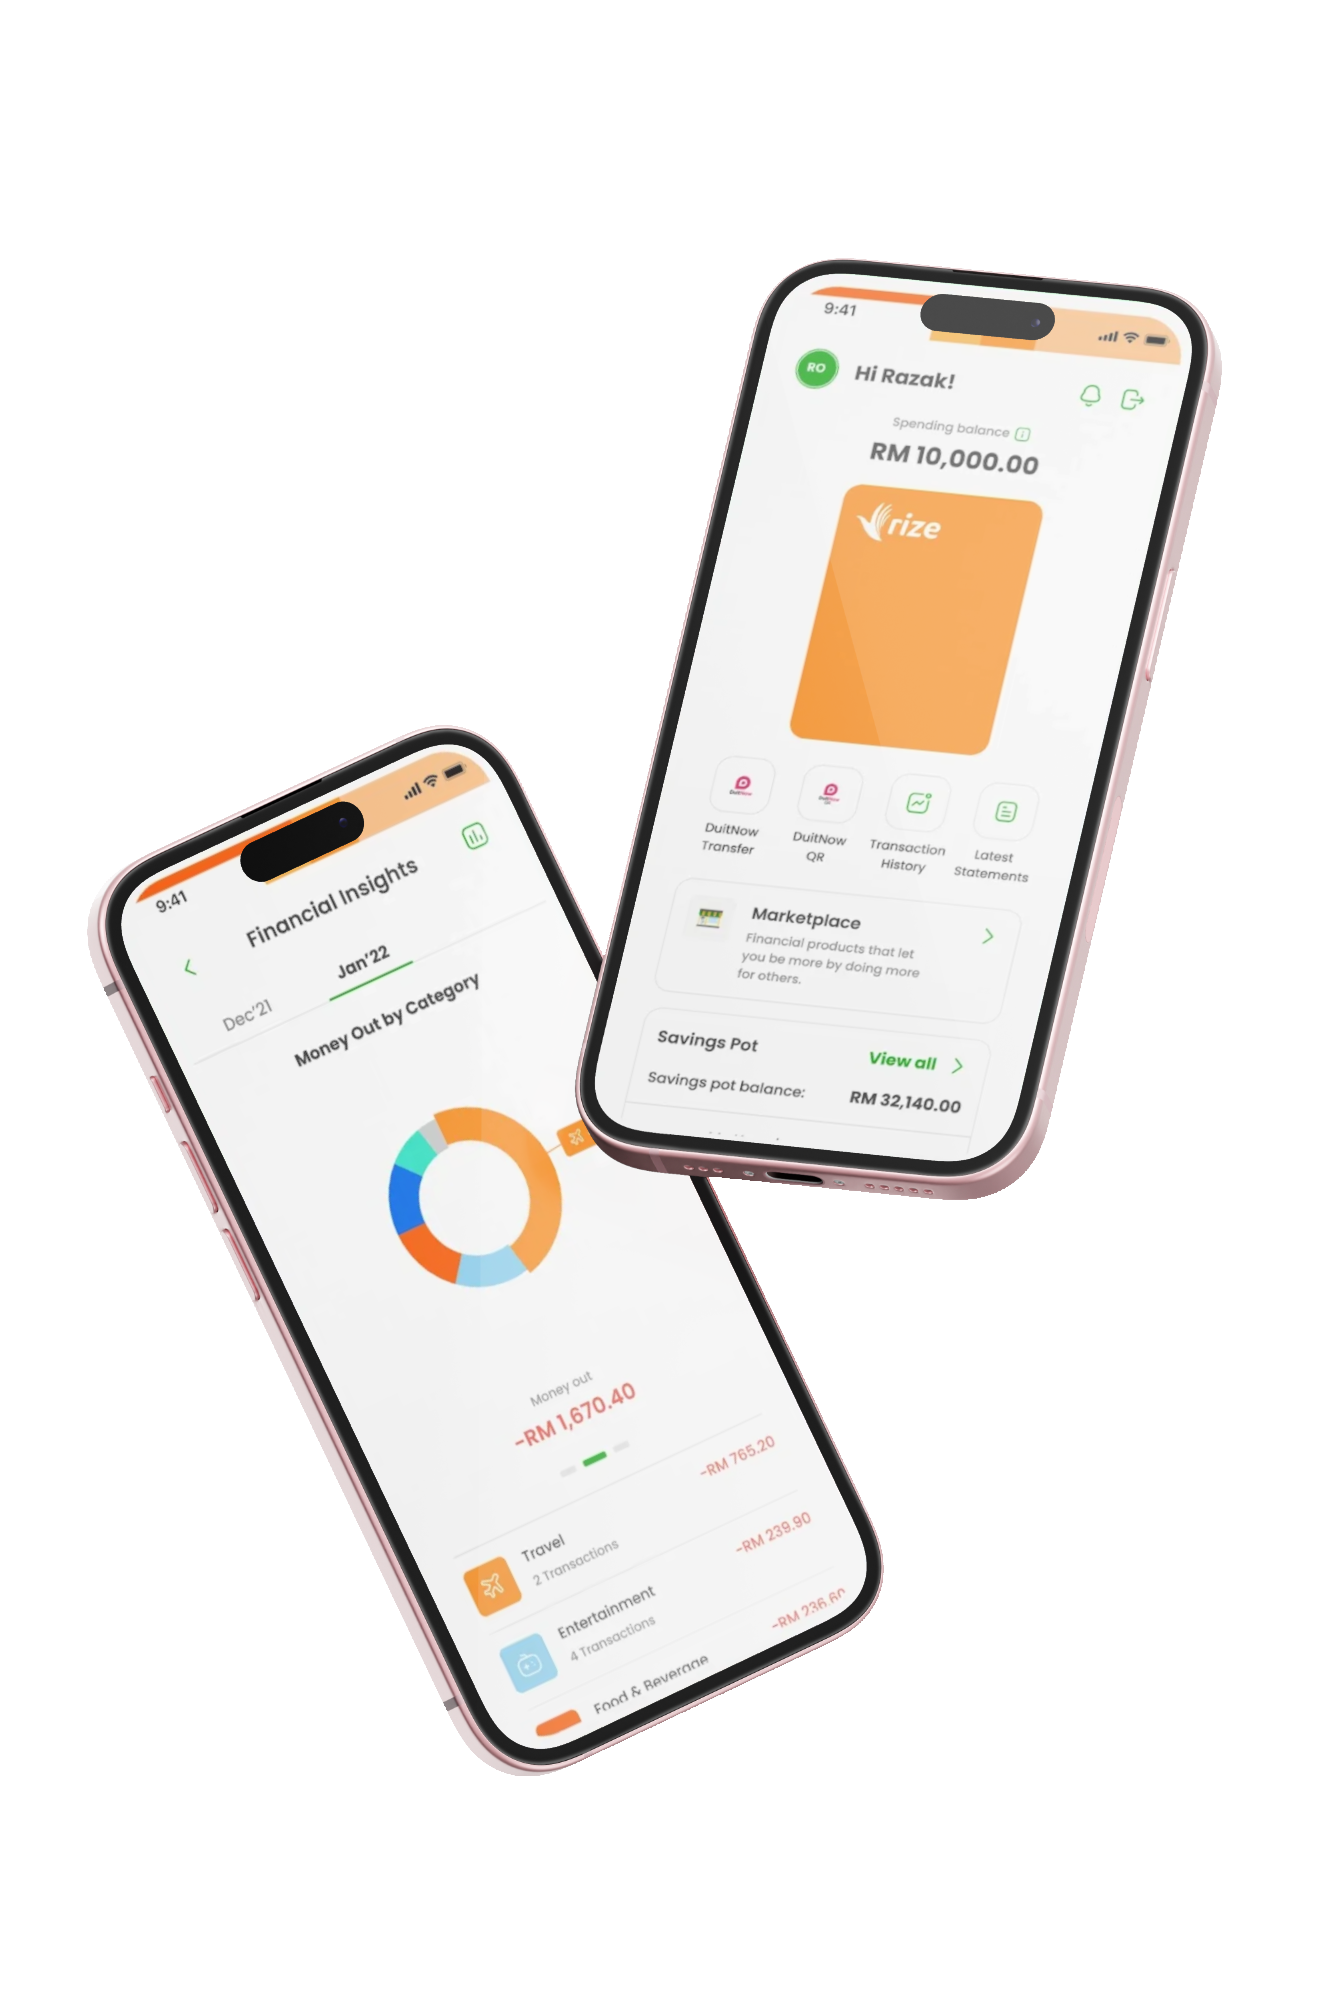 9:41
RO
Hi Razak!
Spending balance
RM 10,000.00
rize
DuitNow
DuitNow
Transfer
DuitNow
QR
Transaction
History
Latest
Statements
Marketplace
Financial products that let
you be more by doing more
for others.
Savings Pot
View all
Savings pot balance:
RM 32,140.00
9:41
Financial Insights
Dec'21
Jan'22
Money Out by Category
Money out
-RM 1,670.40
Travel
2 Transactions
-RM 765.20
Entertainment
4 Transactions
-RM 239.90
Food & Beverage
-RM 236.60